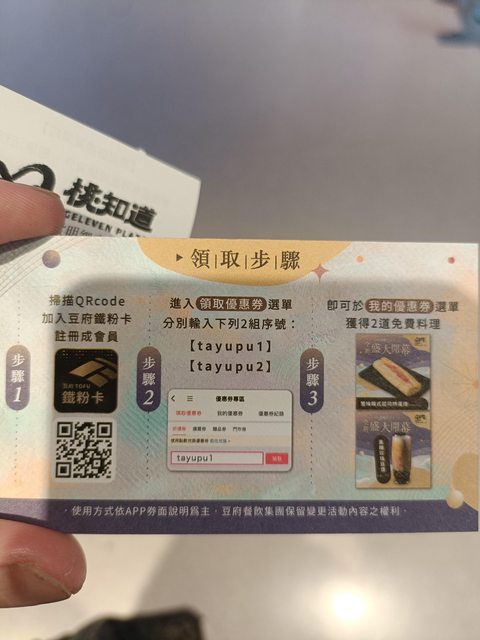 棧知道
領取步驟
步驟1
掃描QRcode
加入豆府鐵粉卡
註冊成會員
豆府 TOFU
鐵粉卡
步驟2
進入 領取優惠券 選單
分別輸入下列2組序號：
【tayupu1】
【tayupu2】
優惠券專區
領取優惠券 我的優惠券 優惠券紀錄
tayupu1
領取
步驟3
即可於 我的優惠券 選單
獲得2道免費料理
盛大開幕
盛大開幕
使用方式依APP券面說明為主，豆府餐飲集團保留變更活動內容之權利。